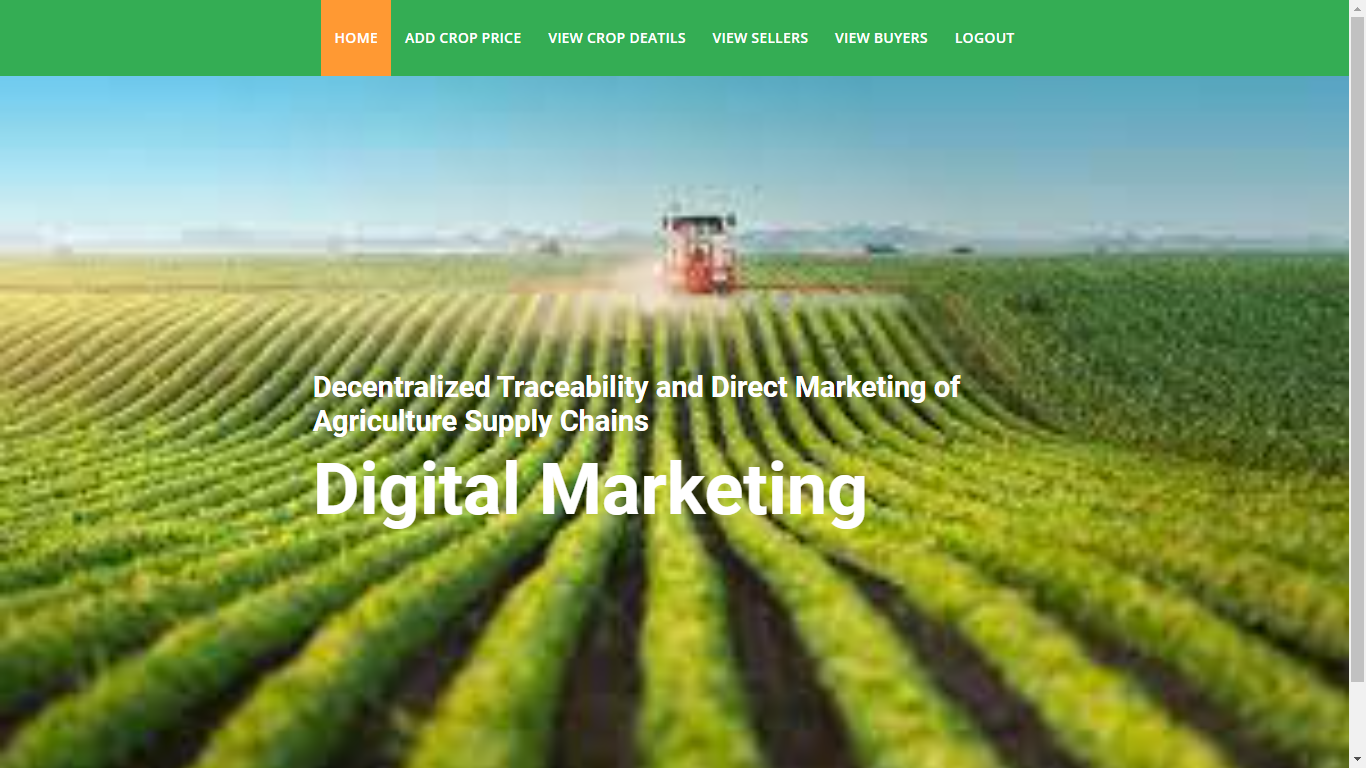 HOME ADD CROP PRICE VIEW CROP DEATILS VIEW SELLERS VIEW BUYERS LOGOUT
Decentralized Traceability and Direct Marketing of
Agriculture Supply Chains
Digital Marketing